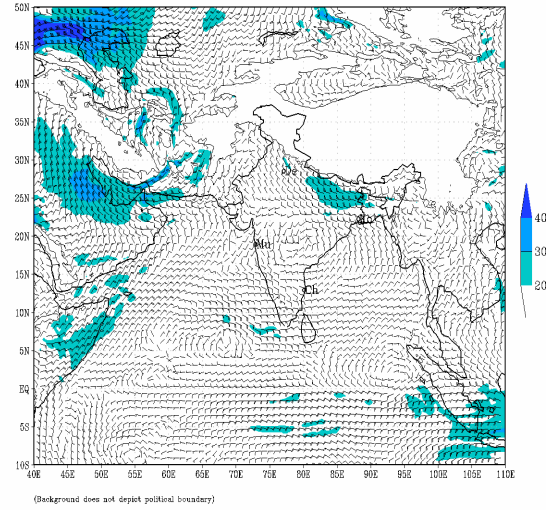 50N
45N
40N
35N
30N
25N
20N
15N
10N
5N
EQ
5S
10S
40E 45E 50E 55E 60E 65E 70E 75E 80E 85E 90E 95E 100E 105E 110E
De
Mu
Ch
40
30
20
(Background does not depict political boundary)